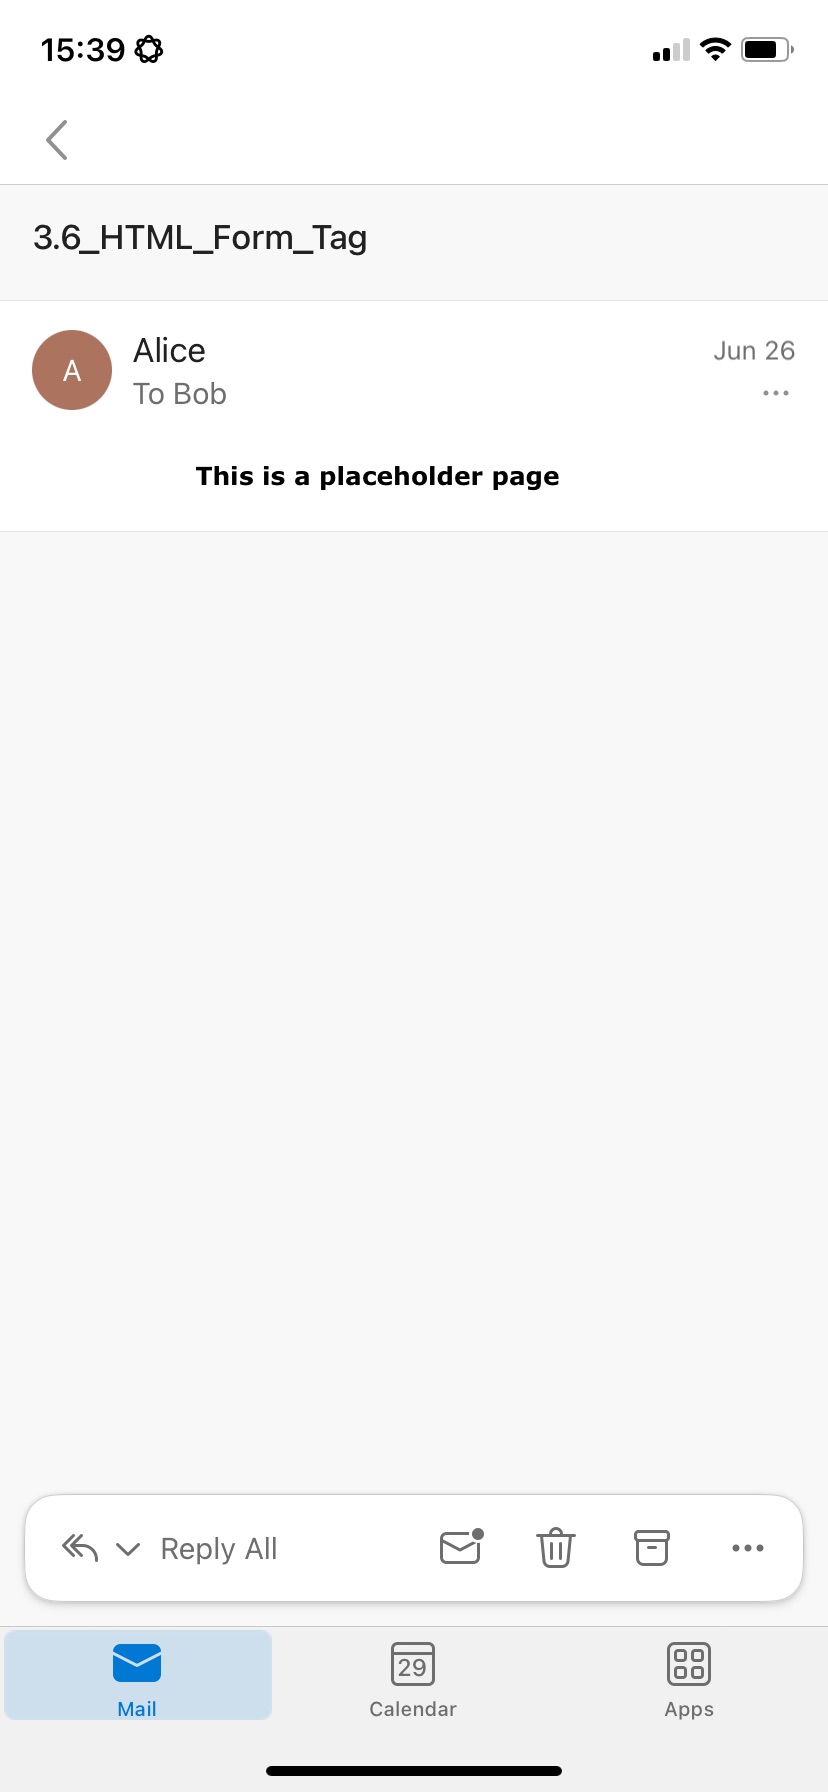 15:39
3.6_HTML_Form_Tag
A
Alice
Jun 26
To Bob
This is a placeholder page
Reply All
29
Mail
Calendar
Apps